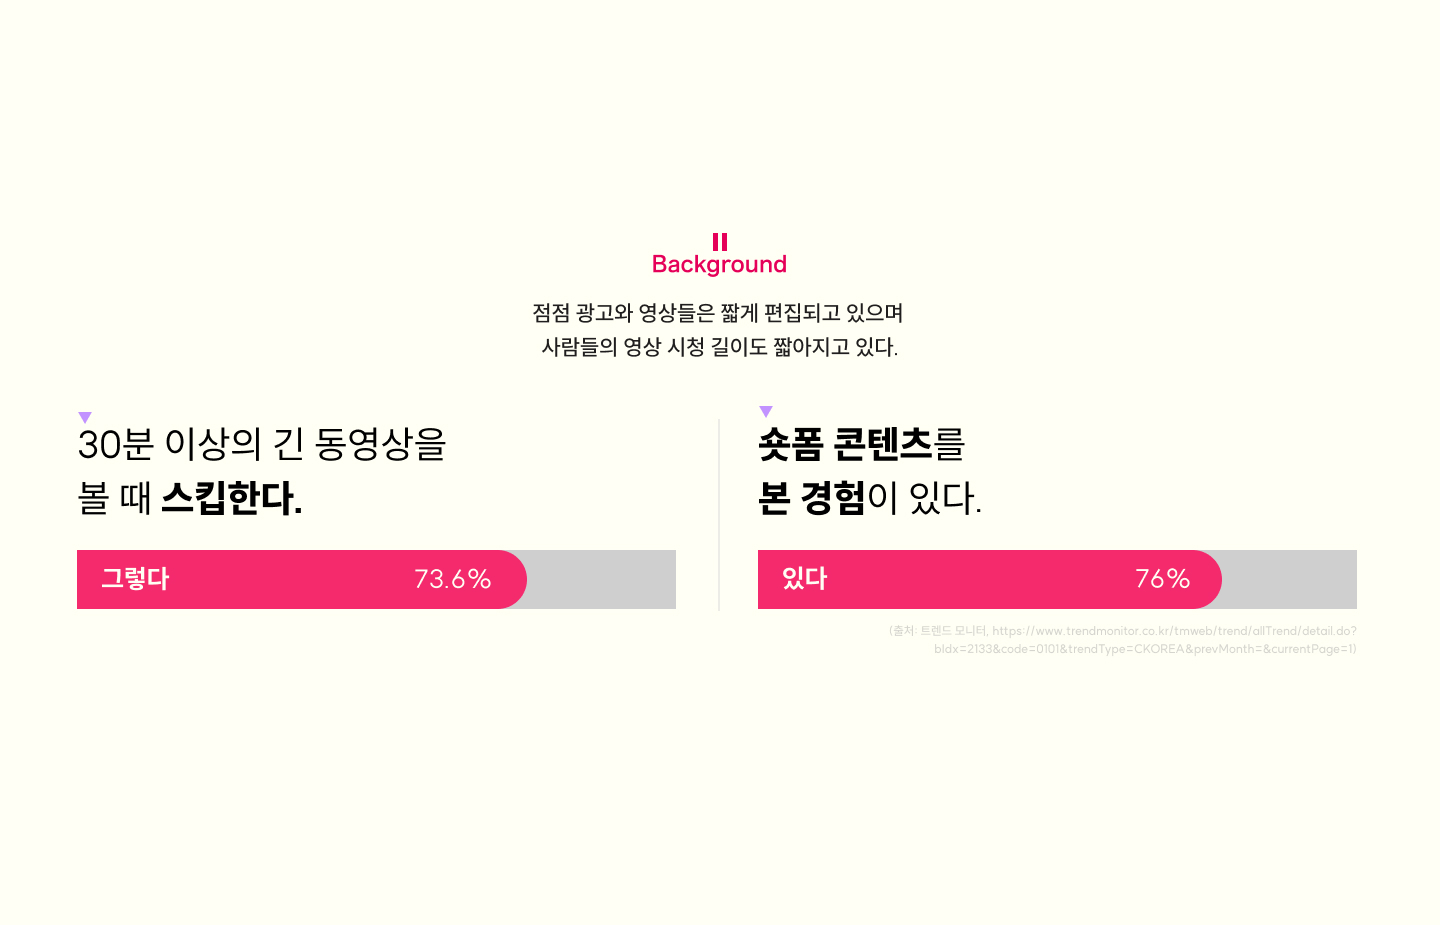 Background
점점 광고와 영상들은 짧게 편집되고 있으며
사람들의 영상 시청 길이도 짧아지고 있다.
30분 이상의 긴 동영상을
볼 때 스킵한다.
그렇다 73.6%
숏폼 콘텐츠를
본 경험이 있다.
있다 76%
(출처: 트렌드 모니터, https://www.trendmonitor.co.kr/tmweb/trend/allTrend/detail.do?
bIdx=2133&code=0101&trendType=CKOREA&prevMonth=&currentPage=1)